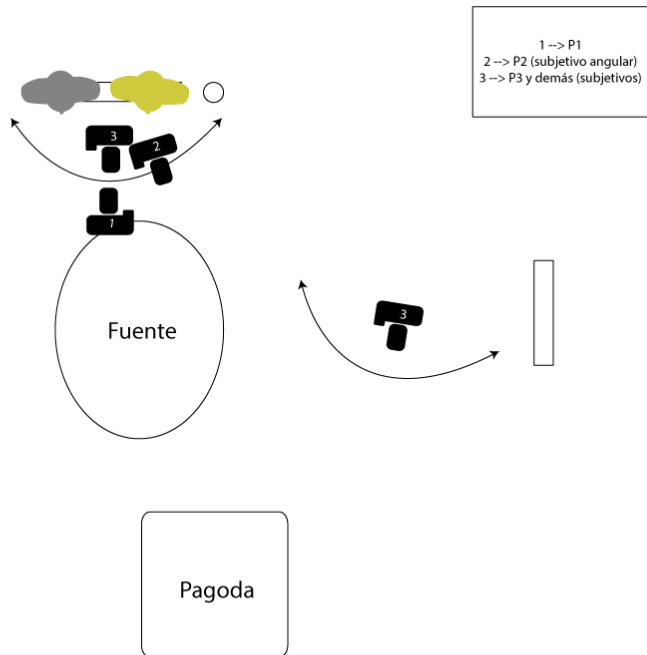 1 --> P1
2 --> P2 (subjetivo angular)
3 --> P3 y demás (subjetivos)
3
2
1
3
Fuente
Pagoda